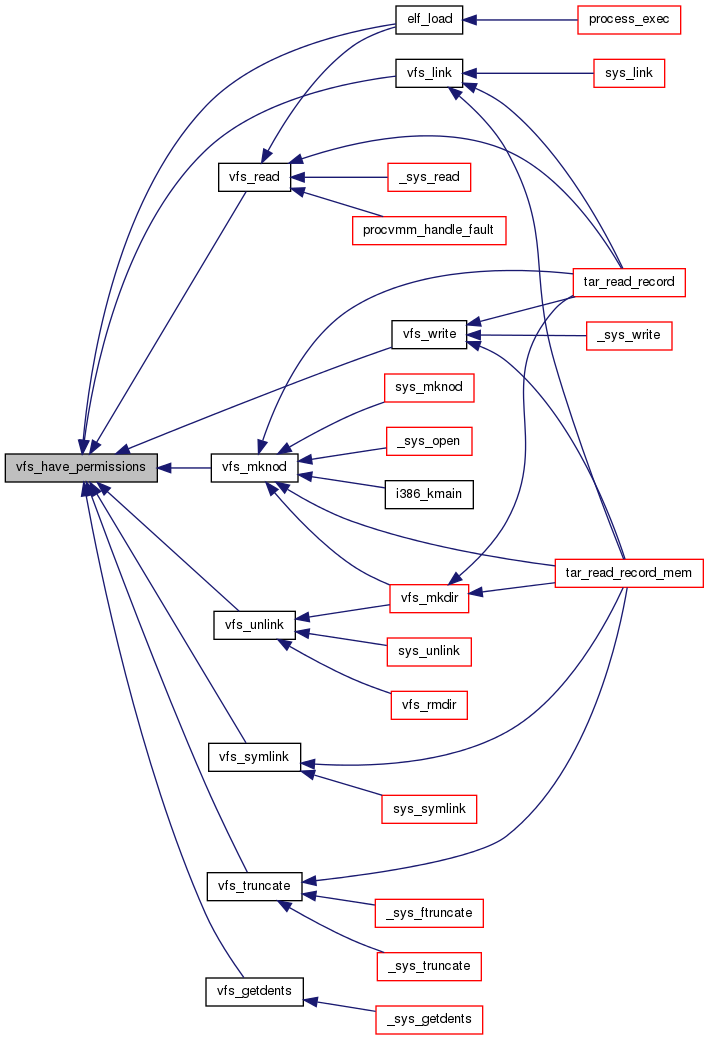 elf_load
process_exec
vfs_link
sys_link
vfs_read
_sys_read
procvmm_handle_fault
tar_read_record
vfs_write
_sys_write
sys_mknod
_sys_open
vfs_have_permissions
vfs_mknod
i386_kmain
tar_read_record_mem
vfs_mkdir
vfs_unlink
sys_unlink
vfs_rmdir
vfs_symlink
sys_symlink
vfs_truncate
_sys_ftruncate
_sys_truncate
vfs_getdents
_sys_getdents